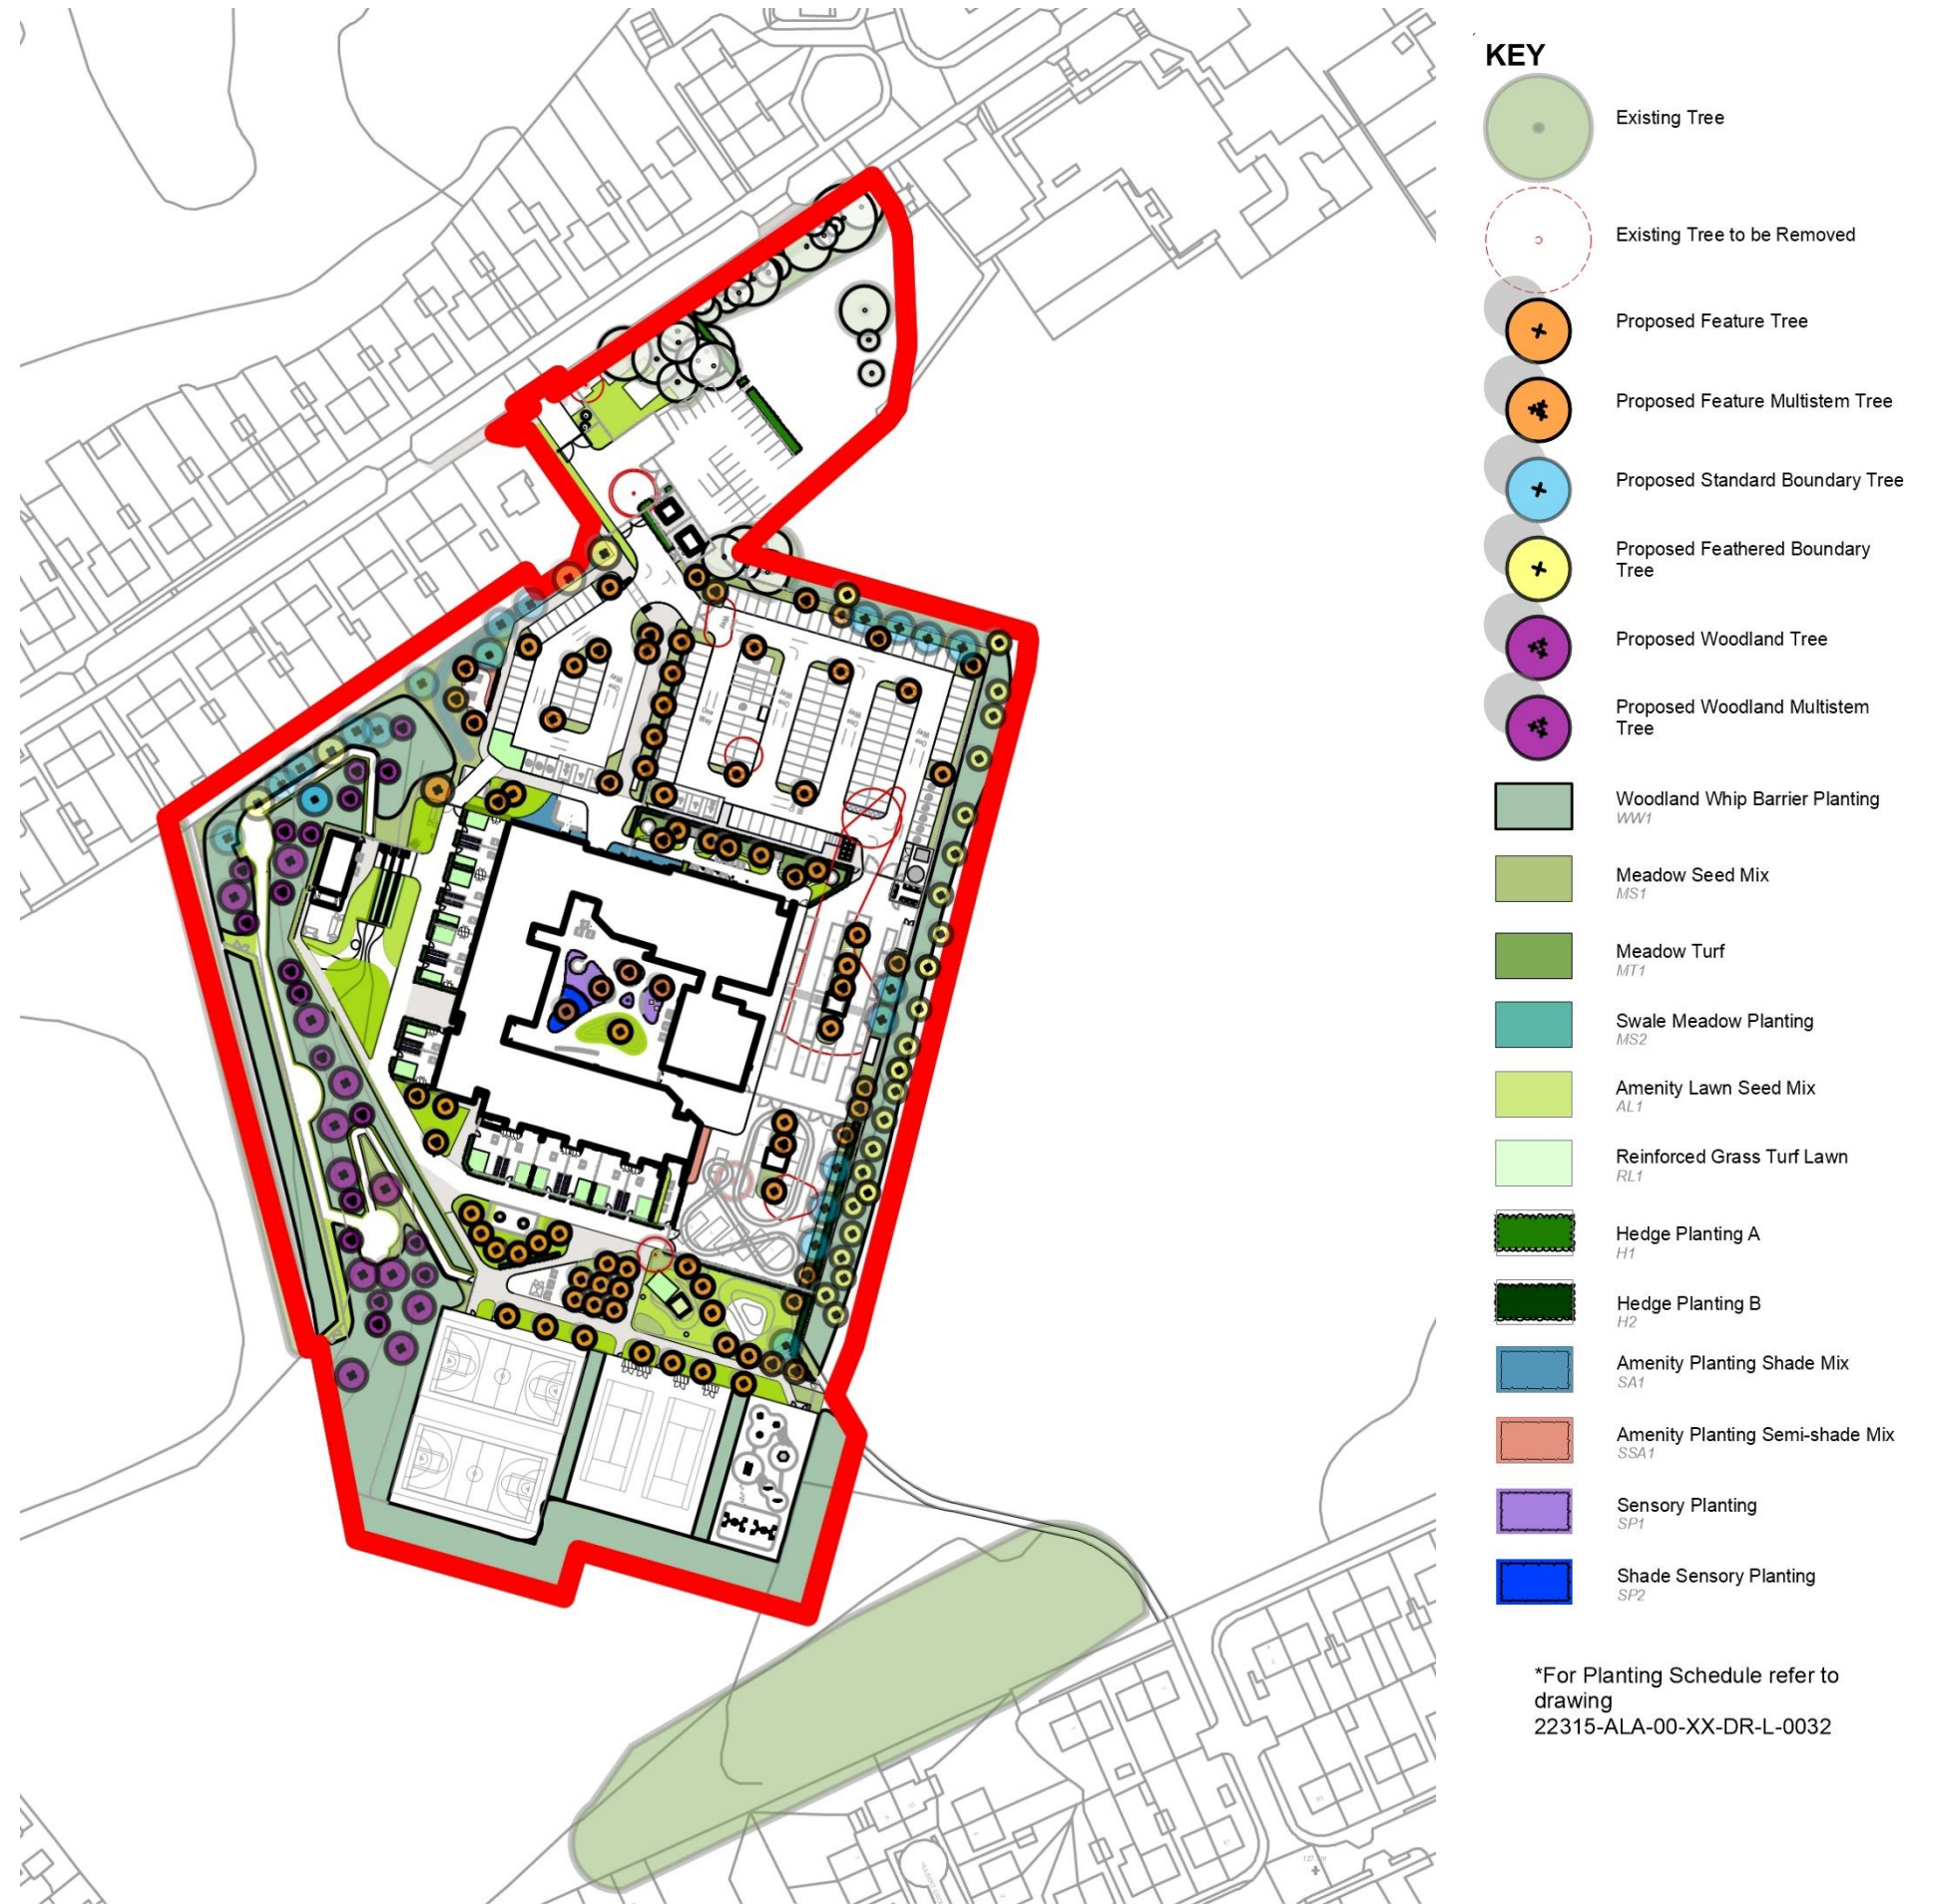 KEY
Existing Tree
Existing Tree to be Removed
Proposed Feature Tree
Proposed Feature Multistem Tree
Proposed Standard Boundary Tree
Proposed Feathered Boundary
Tree
Proposed Woodland Tree
Proposed Woodland Multistem
Tree
Woodland Whip Barrier Planting
WW1
Meadow Seed Mix
MS1
Meadow Turf
MT1
Swale Meadow Planting
MS2
Amenity Lawn Seed Mix
AL1
Reinforced Grass Turf Lawn
RL1
Hedge Planting A
H1
Hedge Planting B
H2
Amenity Planting Shade Mix
SA1
Amenity Planting Semi-shade Mix
SSA1
Sensory Planting
SP1
Shade Sensory Planting
SP2
*For Planting Schedule refer to
drawing
22315-ALA-00-XX-DR-L-0032